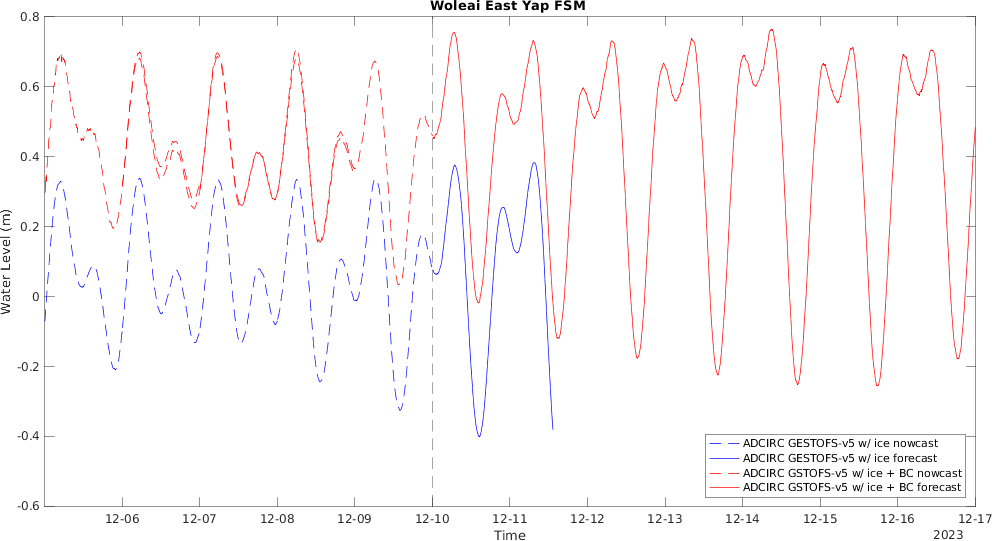 Woleai East Yap FSM
0.8
0.6
0.4
0.2
0
-0.2
-0.4
-0.6
Water Level (m)
ADCIRC GESTOFS-v5 w/ ice nowcast
ADCIRC GESTOFS-v5 w/ ice forecast
ADCIRC GSTOFS-v5 w/ ice + BC nowcast
ADCIRC GSTOFS-v5 w/ ice + BC forecast
12-06 12-07 12-08 12-09 12-10 12-11 12-12 12-13 12-14 12-15 12-16 12-17
Time
2023